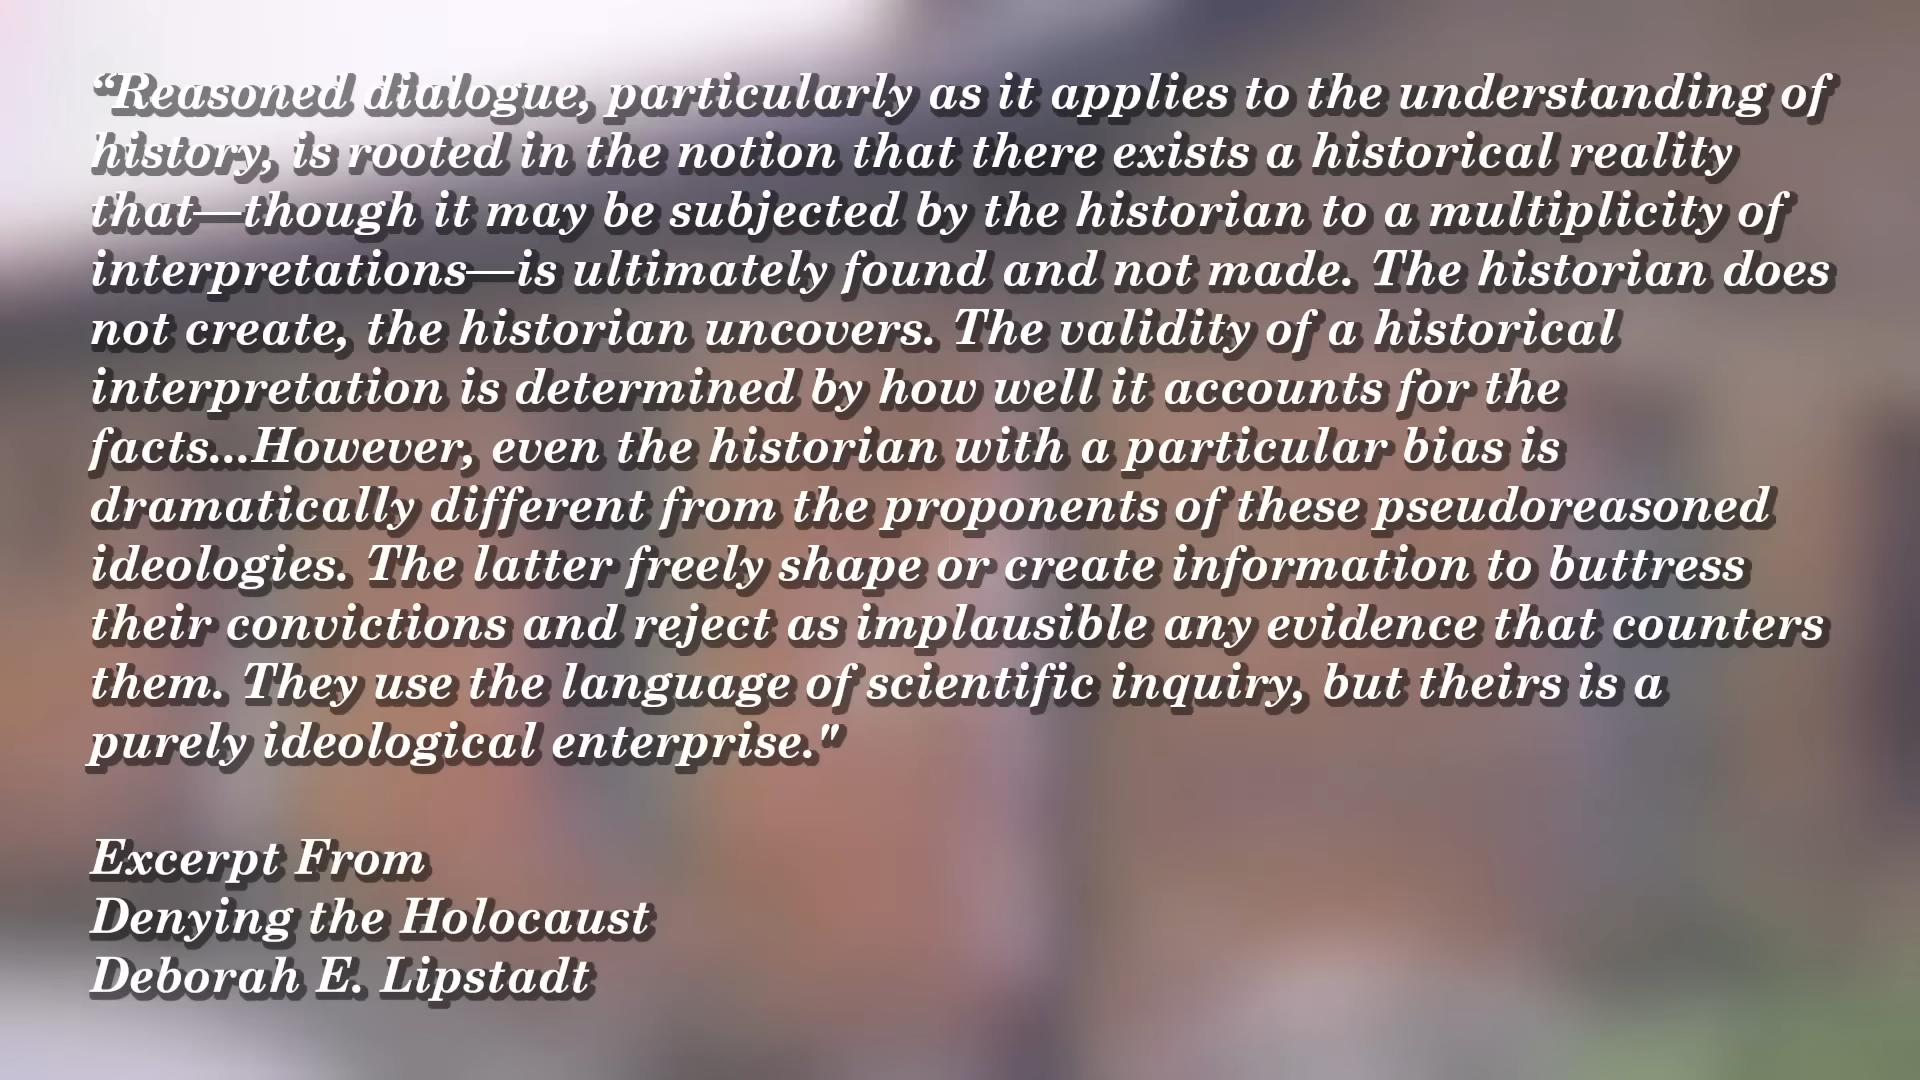 “Reasoned dialogue, particularly as it applies to the understanding of
history, is rooted in the notion that there exists a historical reality
that—though it may be subjected by the historian to a multiplicity of
interpretations—is ultimately found and not made. The historian does
not create, the historian uncovers. The validity of a historical
interpretation is determined by how well it accounts for the
facts...However, even the historian with a particular bias is
dramatically different from the proponents of these pseudoreasoned
ideologies. The latter freely shape or create information to buttress
their convictions and reject as implausible any evidence that counters
them. They use the language of scientific inquiry, but theirs is a
purely ideological enterprise."
Excerpt From
Denying the Holocaust
Deborah E. Lipstadt